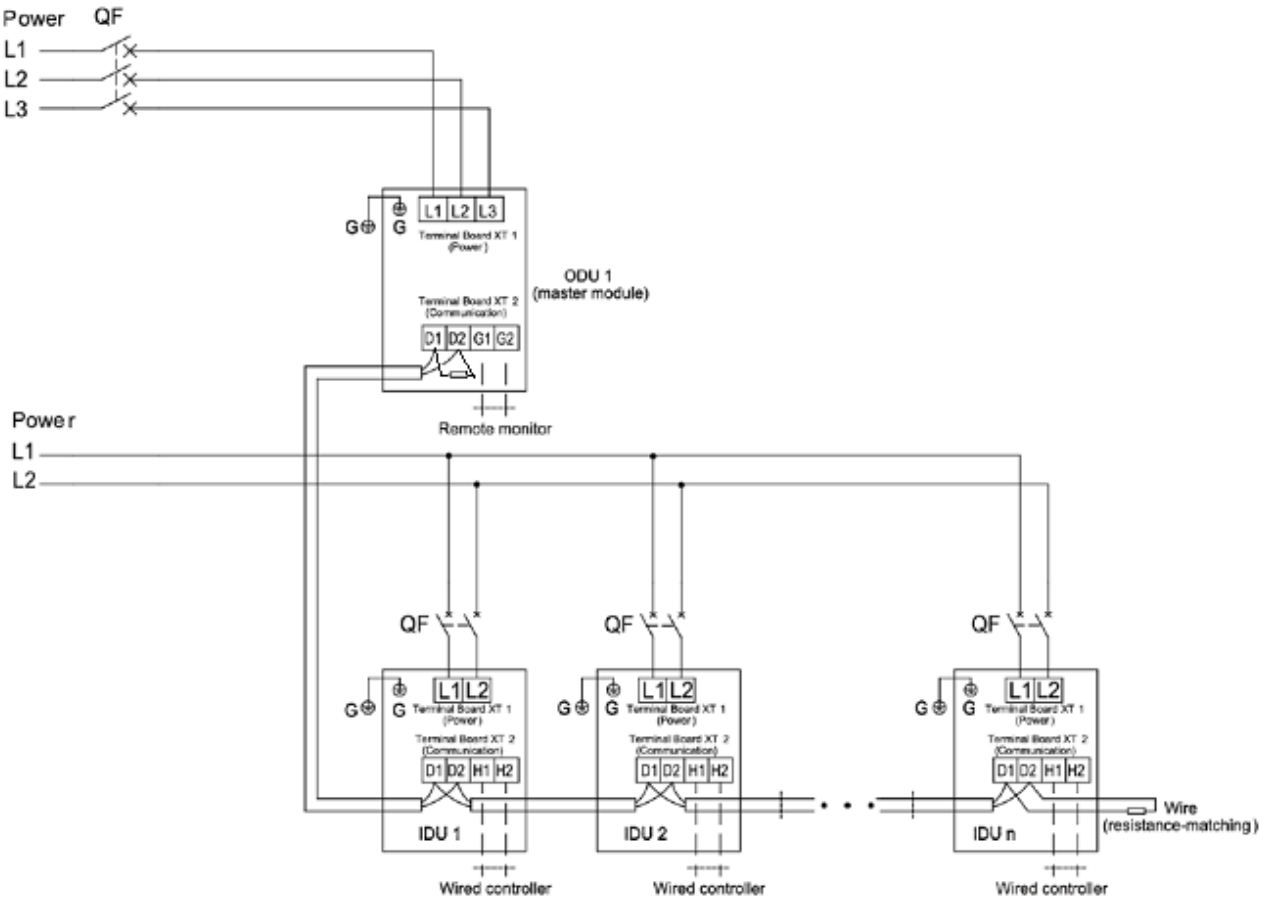 Power QF
L1
L2
L3
L1 L2 L3
G G
Terminal Board XT 1
(Power)
ODU 1
(master module)
Terminal Board XT 2
(Communication)
D1 D2 G1 G2
Remote monitor
Power
L1
L2
QF QF QF
L1 L2 L1 L2 L1 L2
G G Terminal Board XT 1 G G Terminal Board XT 1 G G Terminal Board XT 1
(Power) (Power) (Power)
Terminal Board XT 2 Terminal Board XT 2 Terminal Board XT 2
(Communication) (Communication) (Communication)
D1 D2 H1 H2 D1 D2 H1 H2 D1 D2 H1 H2
Wire
(resistance-matching)
IDU 1 IDU 2 IDU n
Wired controller Wired controller Wired controller